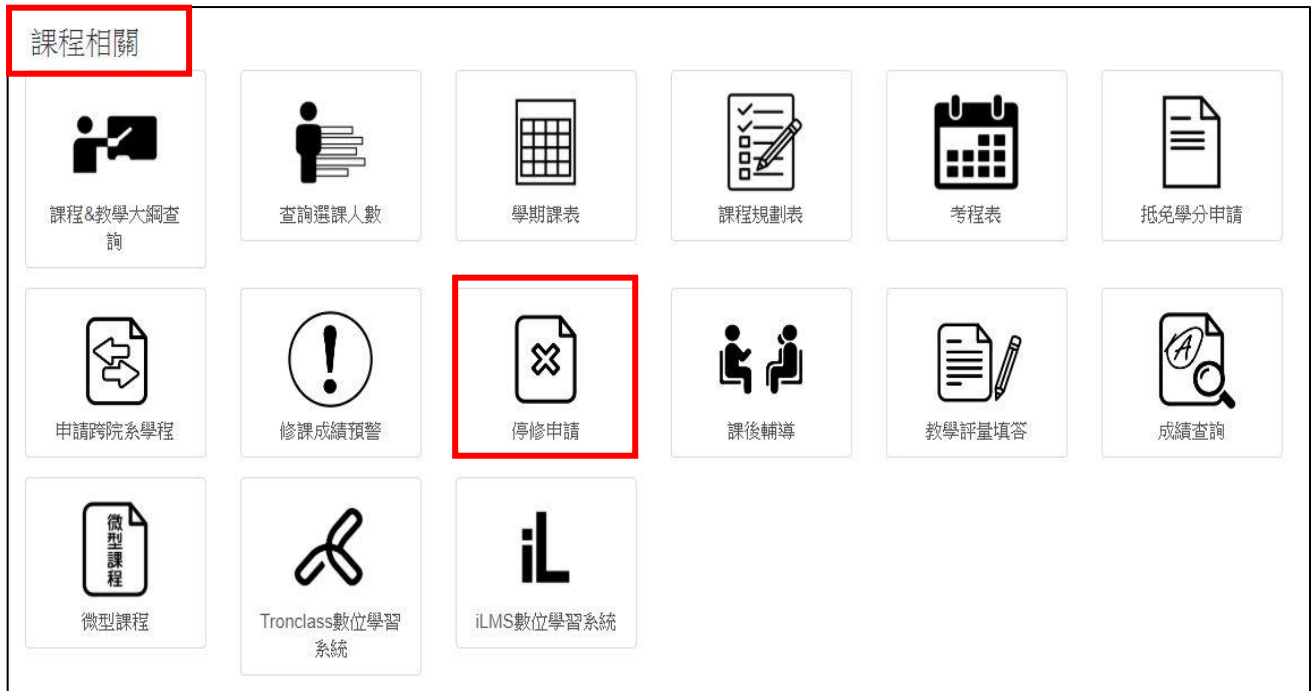 課程相關
課程&教學大綱查
詢
查詢選課人數
學期課表
課程規劃表
考程表
抵免學分申請
申請跨院系學程
修課成績預警
停修申請
課後輔導
教學評量填答
A
成績查詢
微型課程
微型課程
Tronclass數位學習
系統
iL
iLMS數位學習系統